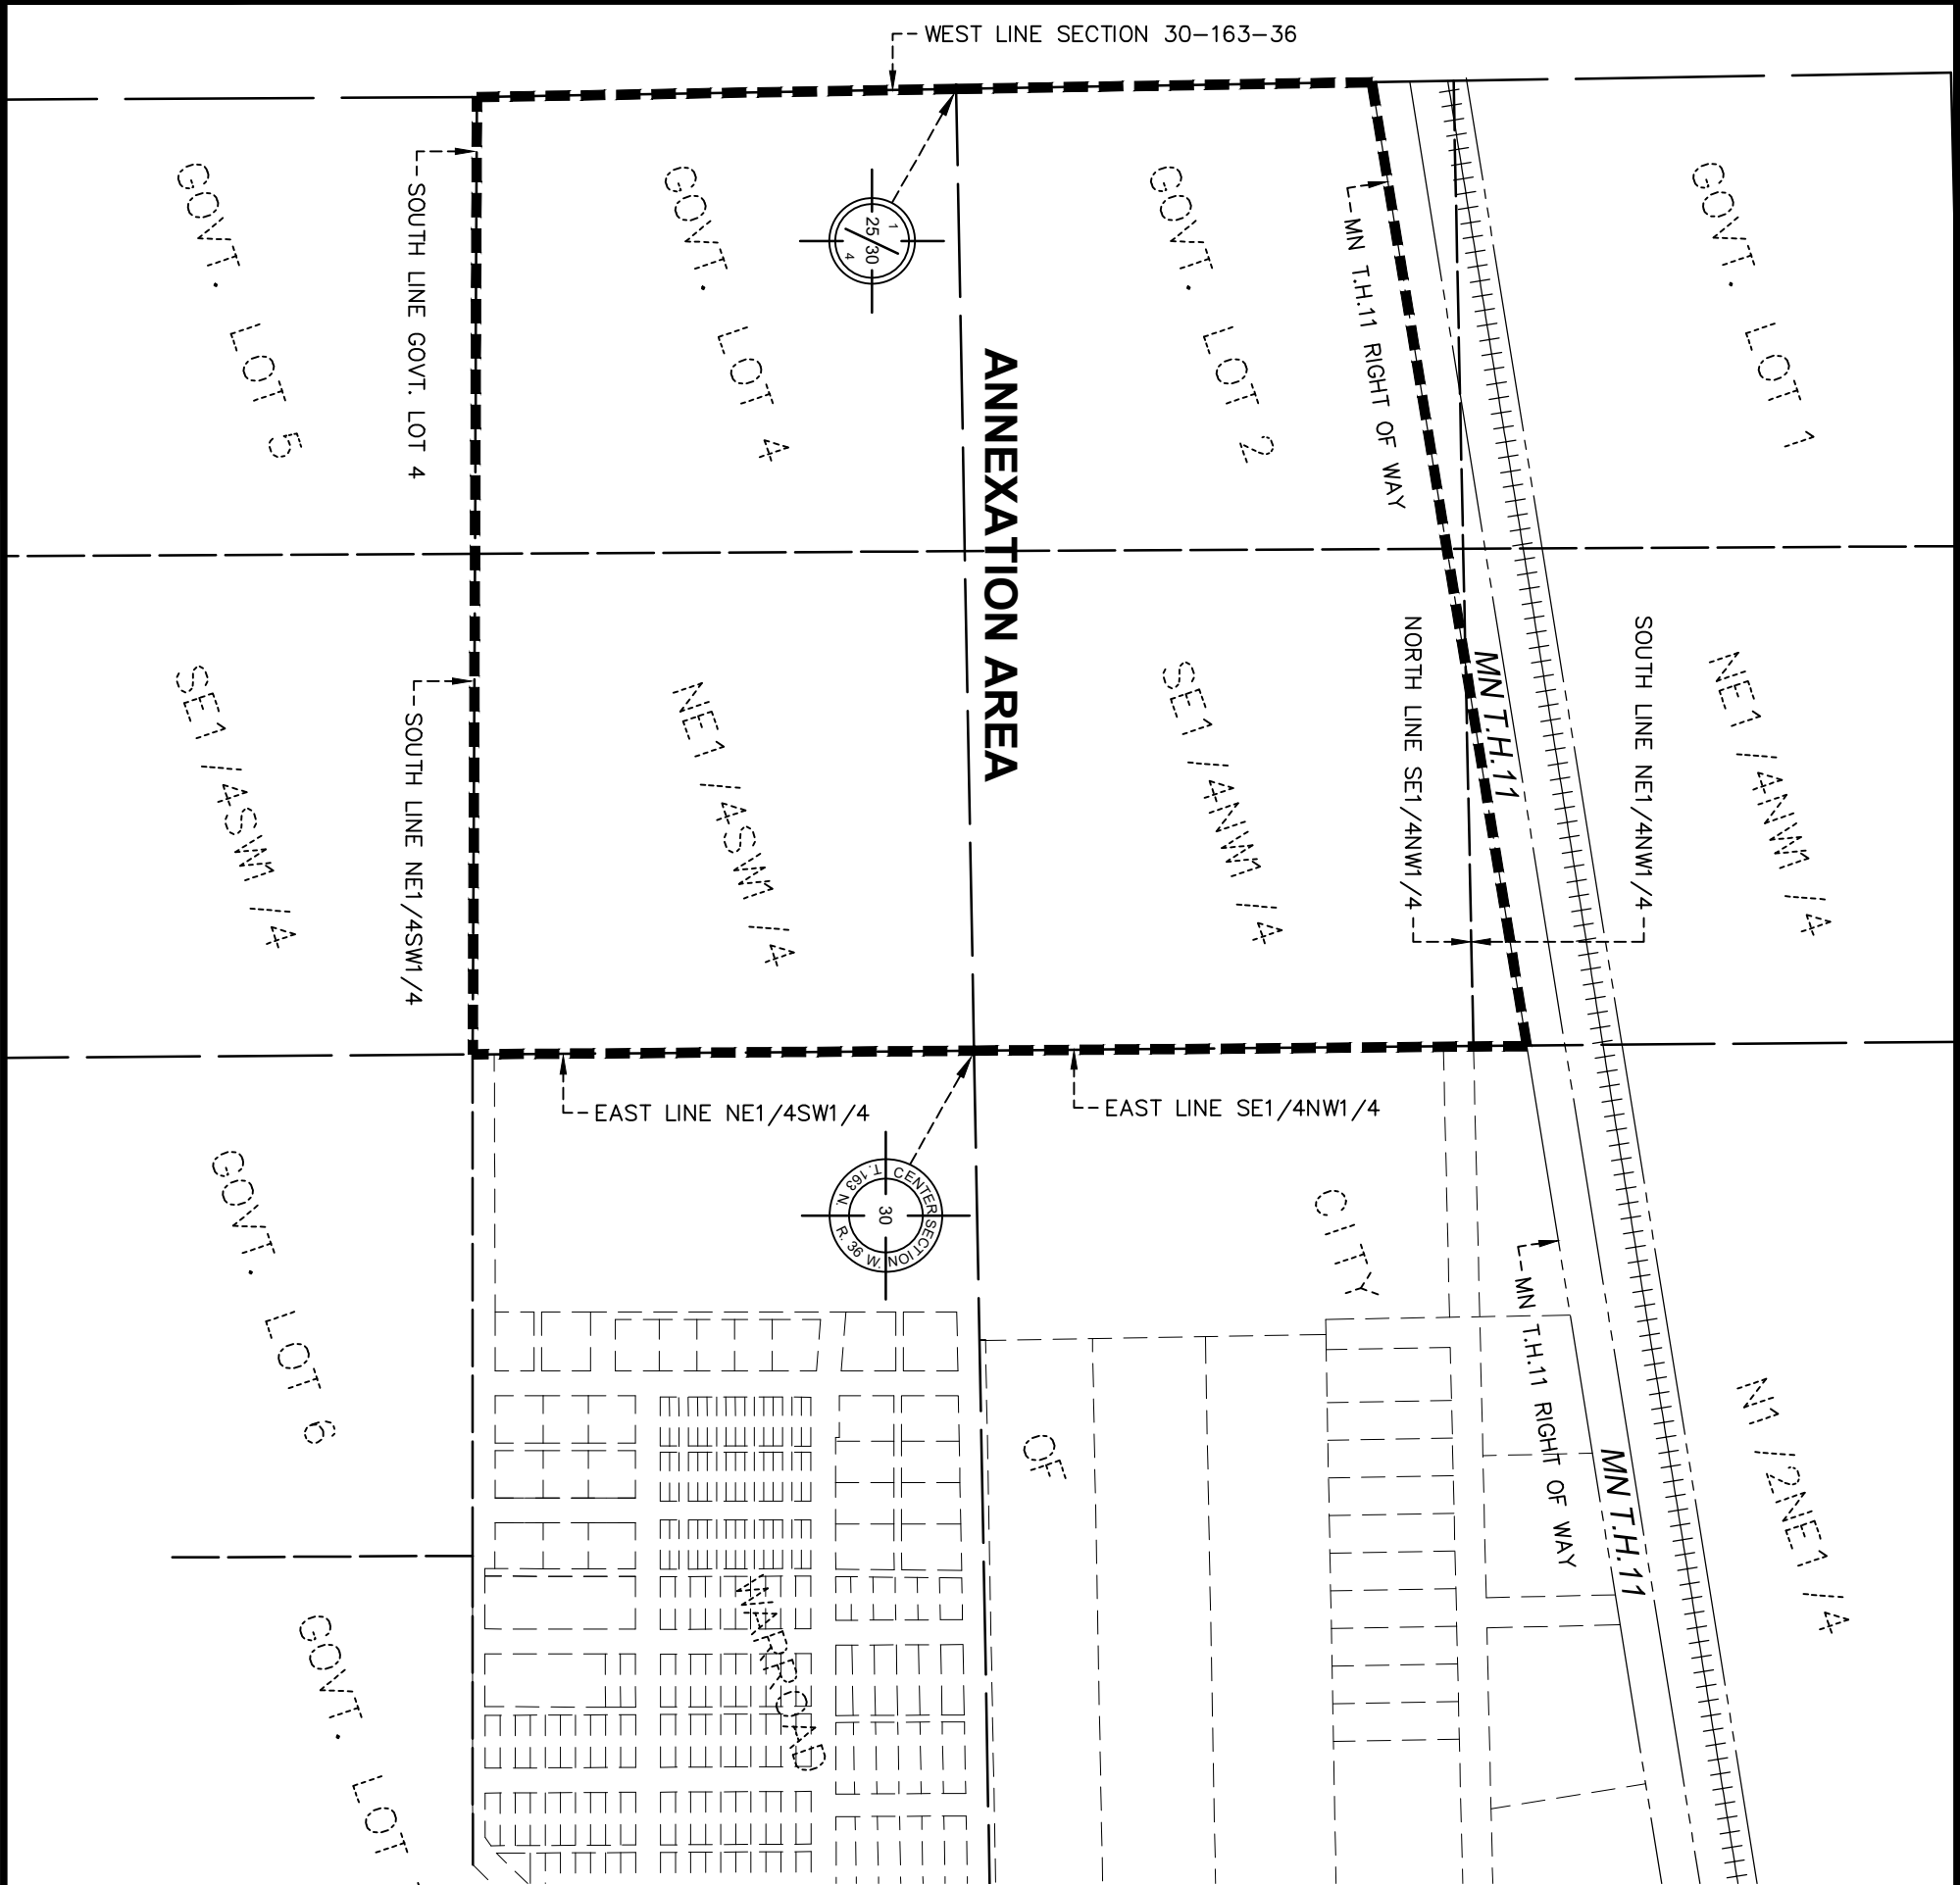 WEST LINE SECTION 30-163-36
GOVT. LOT 5
SOUTH LINE GOVT. LOT 4
GOVT. LOT 4
1
25 30
4
ANNEXATION AREA
GOVT. LOT 2
MN T.H.11 RIGHT OF WAY
GOVT. LOT 1
SE1/4SW1/4
SOUTH LINE NE1/4SW1/4
NE1/4SW1/4
SE1/4NW1/4
NORTH LINE SE1/4NW1/4
MN T.H.11
SOUTH LINE NE1/4NW1/4
NE1/4NW1/4
EAST LINE NE1/4SW1/4
EAST LINE SE1/4NW1/4
CENTER SECTION
30
T. 163 N.
R. 36 W.
GOVT. LOT 6
CITY
OF
WARROAD
MN T.H.11 RIGHT OF WAY
MN T.H.11
N1/2NE1/4
GOVT. LOT